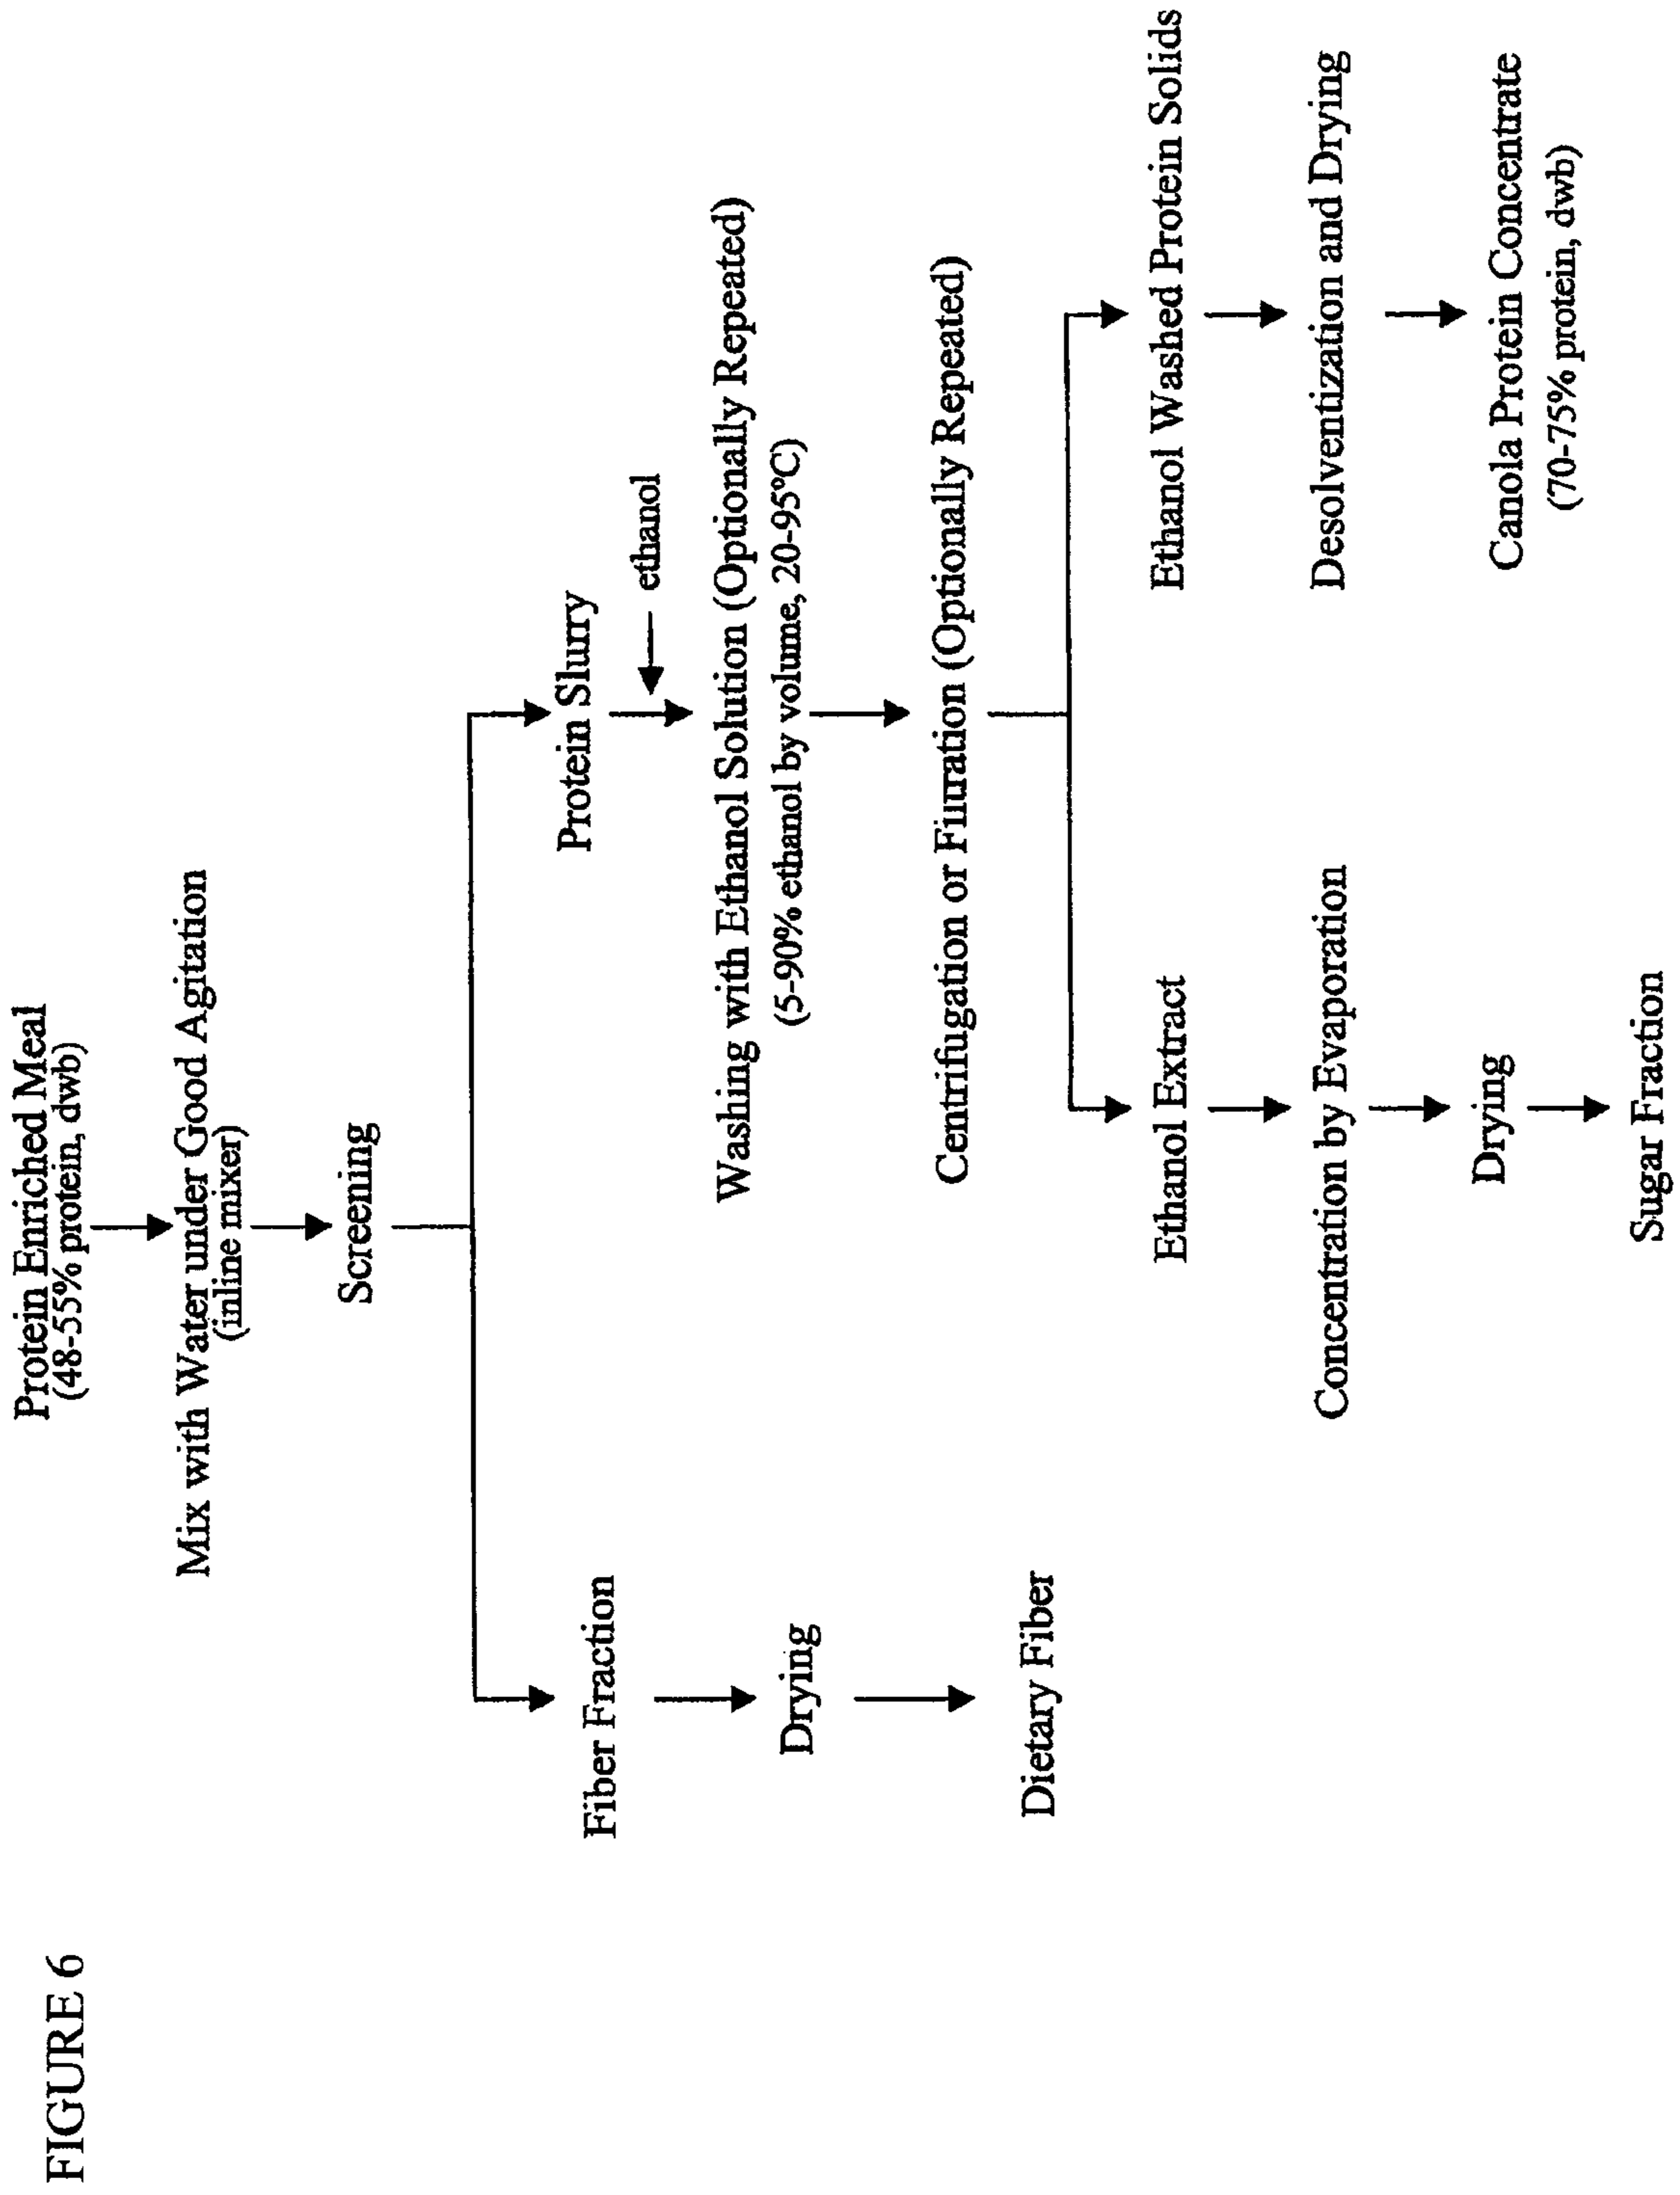 FIGURE 6
Protein Enriched Meal
(48-55% protein, dwb)
Mix with Water under Good Agitation
(inline mixer)
Screening
Fiber Fraction
Drying
Dietary Fiber
Protein Slurry
ethanol
Washing with Ethanol Solution (Optionally Repeated)
(5-90% ethanol by volume, 20-95°C)
Centrifugation or Fiuration (Optionally Repeated)
Ethanol Extract
Concentration by Evaporation
Drying
Sugar Fraction
Ethanol Washed Protein Solids
Desolventization and Drying
Canola Protein Concentrate
(70-75% protein, dwb)